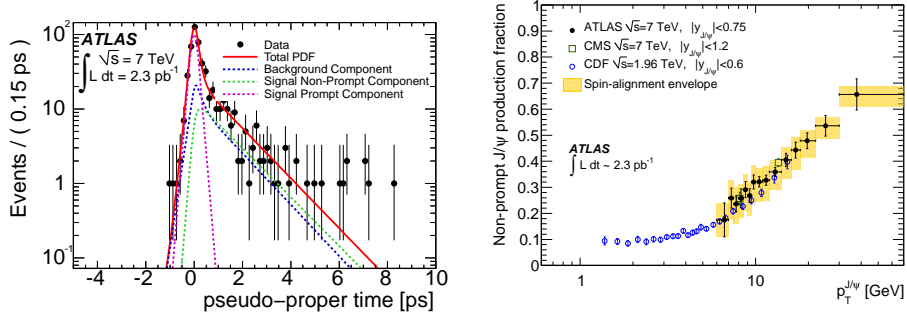 ATLAS
√s = 7 TeV
∫ L dt = 2.3 pb⁻¹
Data
Total PDF
Background Component
Signal Non-Prompt Component
Signal Prompt Component
Events / ( 0.15 ps )
10²
10
1
10⁻¹
-4 -2 0 2 4 6 8 10
pseudo-proper time [ps]
ATLAS √s=7 TeV, |y_J/ψ|<0.75
CMS √s=7 TeV, |y_J/ψ|<1.2
CDF √s=1.96 TeV, |y_J/ψ|<0.6
Spin-alignment envelope
ATLAS
∫ L dt ~ 2.3 pb⁻¹
Non-prompt J/ψ production fraction
1
0.9
0.8
0.7
0.6
0.5
0.4
0.3
0.2
0.1
0
1 10
p_T^J/ψ [GeV]